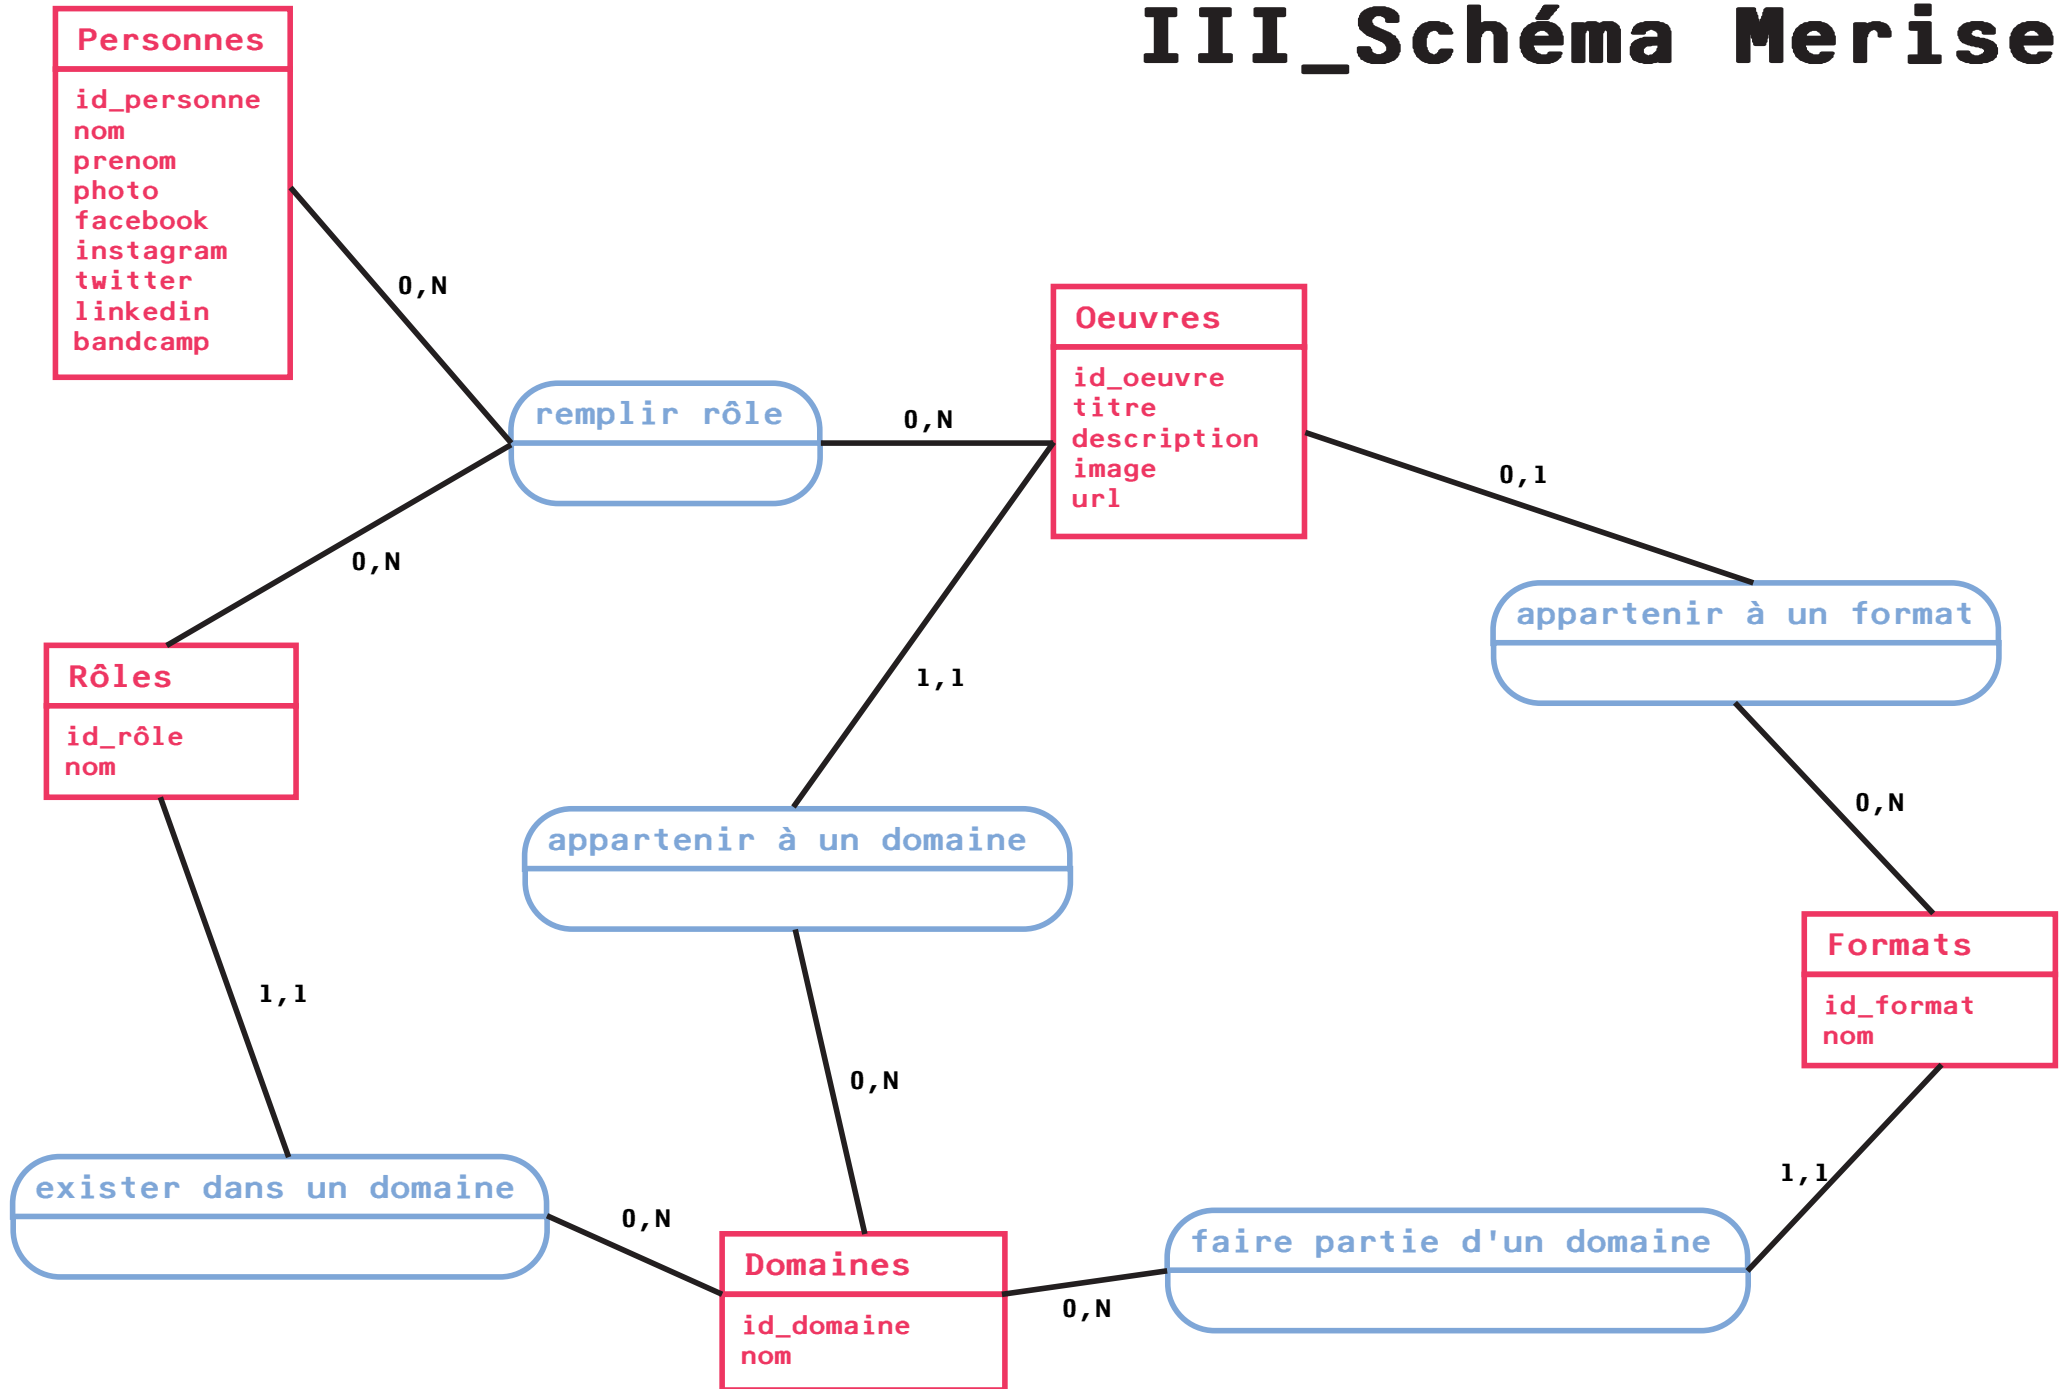 III_Schéma Merise
Personnes
id_personne
nom
prenom
photo
facebook
instagram
twitter
linkedin
bandcamp
0,N
remplir rôle
0,N
Oeuvres
id_oeuvre
titre
description
image
url
0,1
0,N
appartenir à un format
Rôles
id_rôle
nom
1,1
0,N
appartenir à un domaine
Formats
id_format
nom
1,1
0,N
1,1
exister dans un domaine
0,N
Domaines
id_domaine
nom
0,N
faire partie d'un domaine